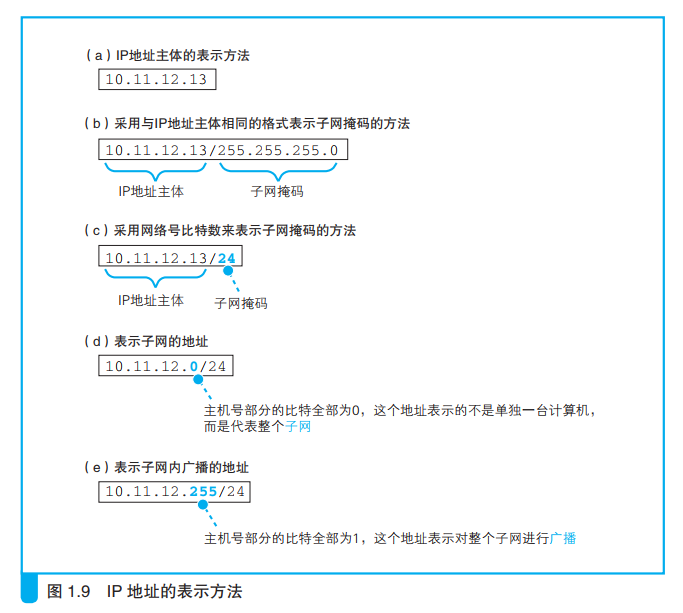 （a）IP地址主体的表示方法
10.11.12.13
（b）采用与IP地址主体相同的格式表示子网掩码的方法
10.11.12.13/255.255.255.0
IP地址主体 子网掩码
（c）采用网络号比特数来表示子网掩码的方法
10.11.12.13/24
IP地址主体 子网掩码
（d）表示子网的地址
10.11.12.0/24
主机号部分的比特全部为0，这个地址表示的不是单独一台计算机，
而是代表整个子网
（e）表示子网内广播的地址
10.11.12.255/24
主机号部分的比特全部为1，这个地址表示对整个子网进行广播
图 1.9 IP 地址的表示方法